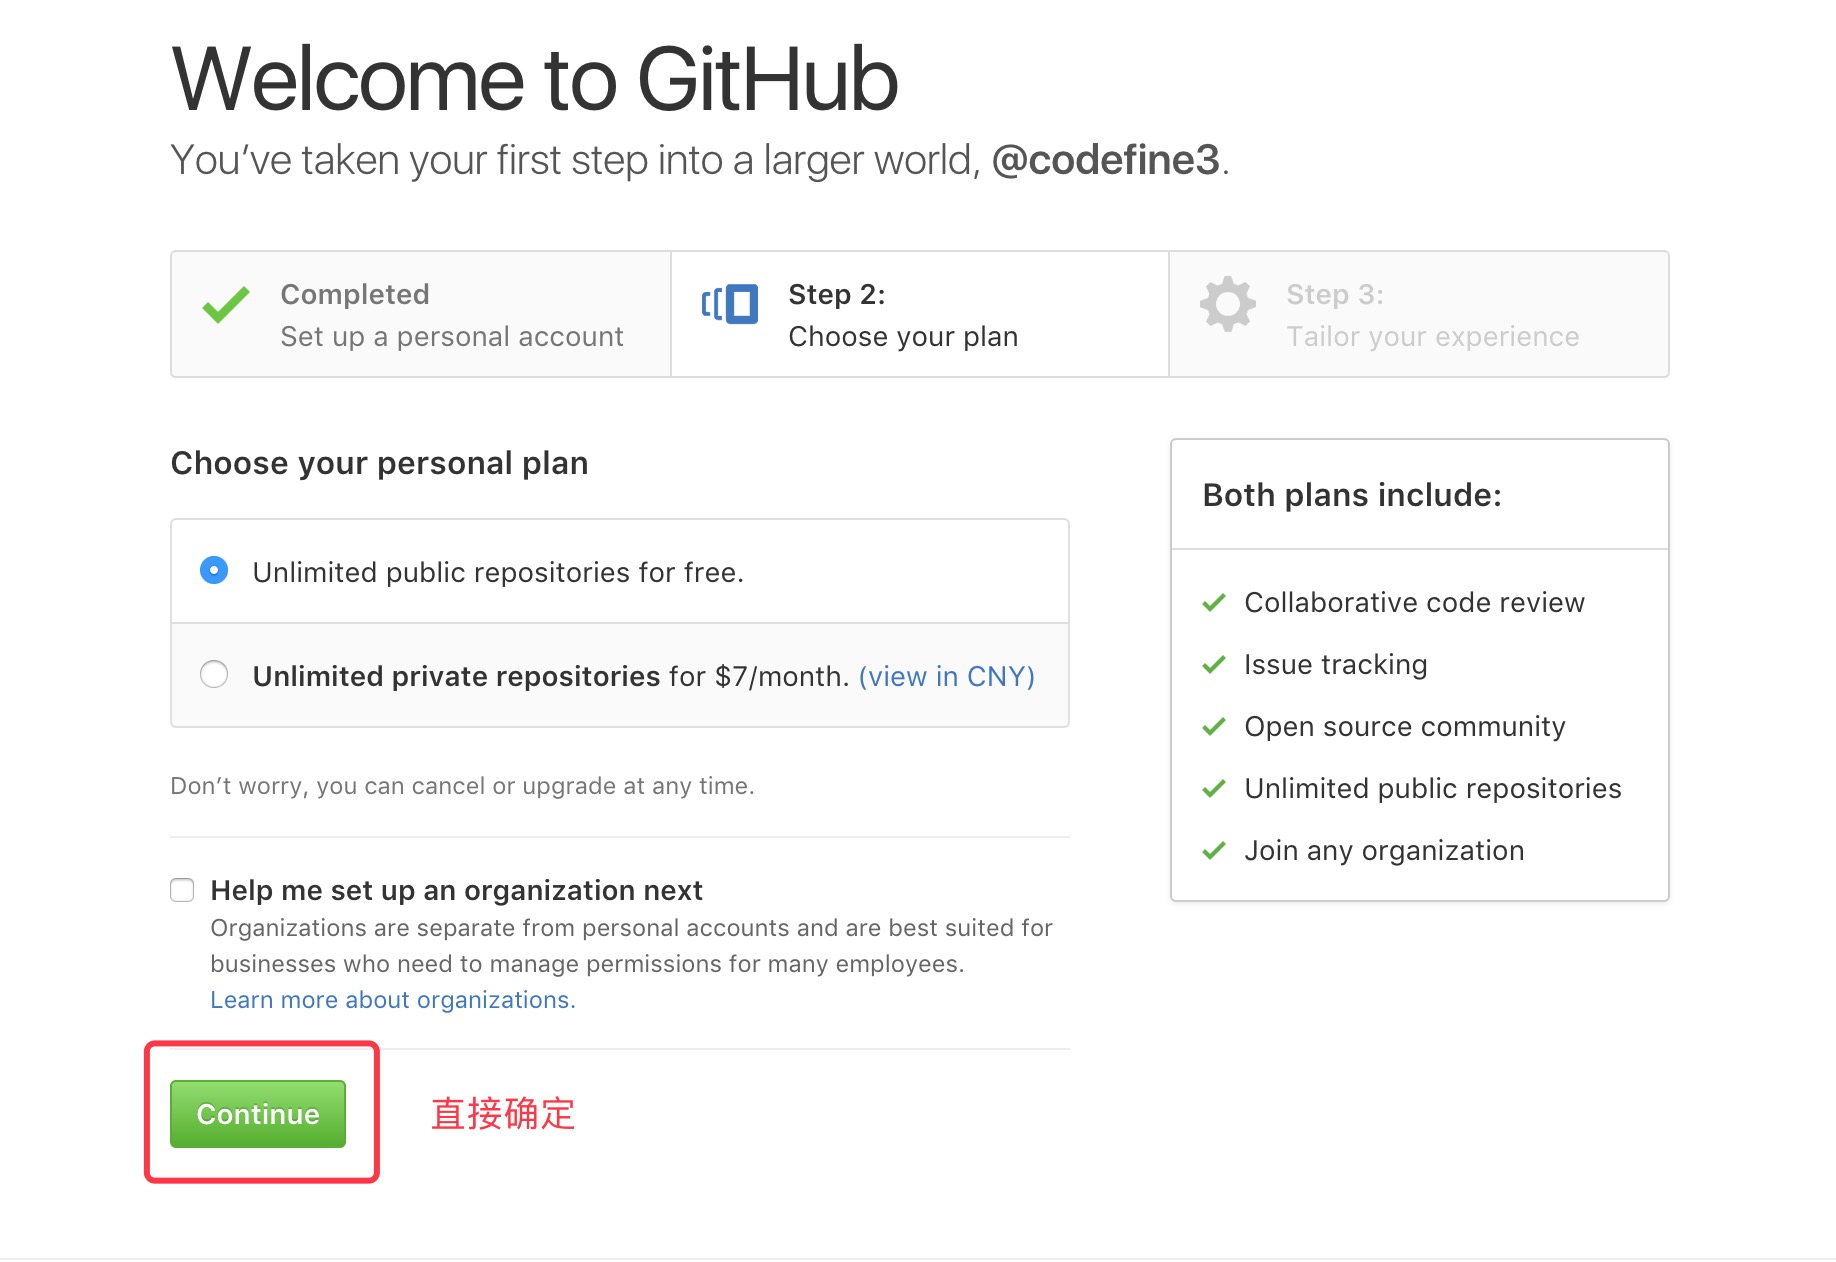 Welcome to GitHub
You’ve taken your first step into a larger world, @codefine3.
Completed
Set up a personal account
Step 2:
Choose your plan
Step 3:
Tailor your experience
Choose your personal plan
Unlimited public repositories for free.
Unlimited private repositories for $7/month. (view in CNY)
Don’t worry, you can cancel or upgrade at any time.
Help me set up an organization next
Organizations are separate from personal accounts and are best suited for
businesses who need to manage permissions for many employees.
Learn more about organizations.
Continue
直接确定
Both plans include:
Collaborative code review
Issue tracking
Open source community
Unlimited public repositories
Join any organization